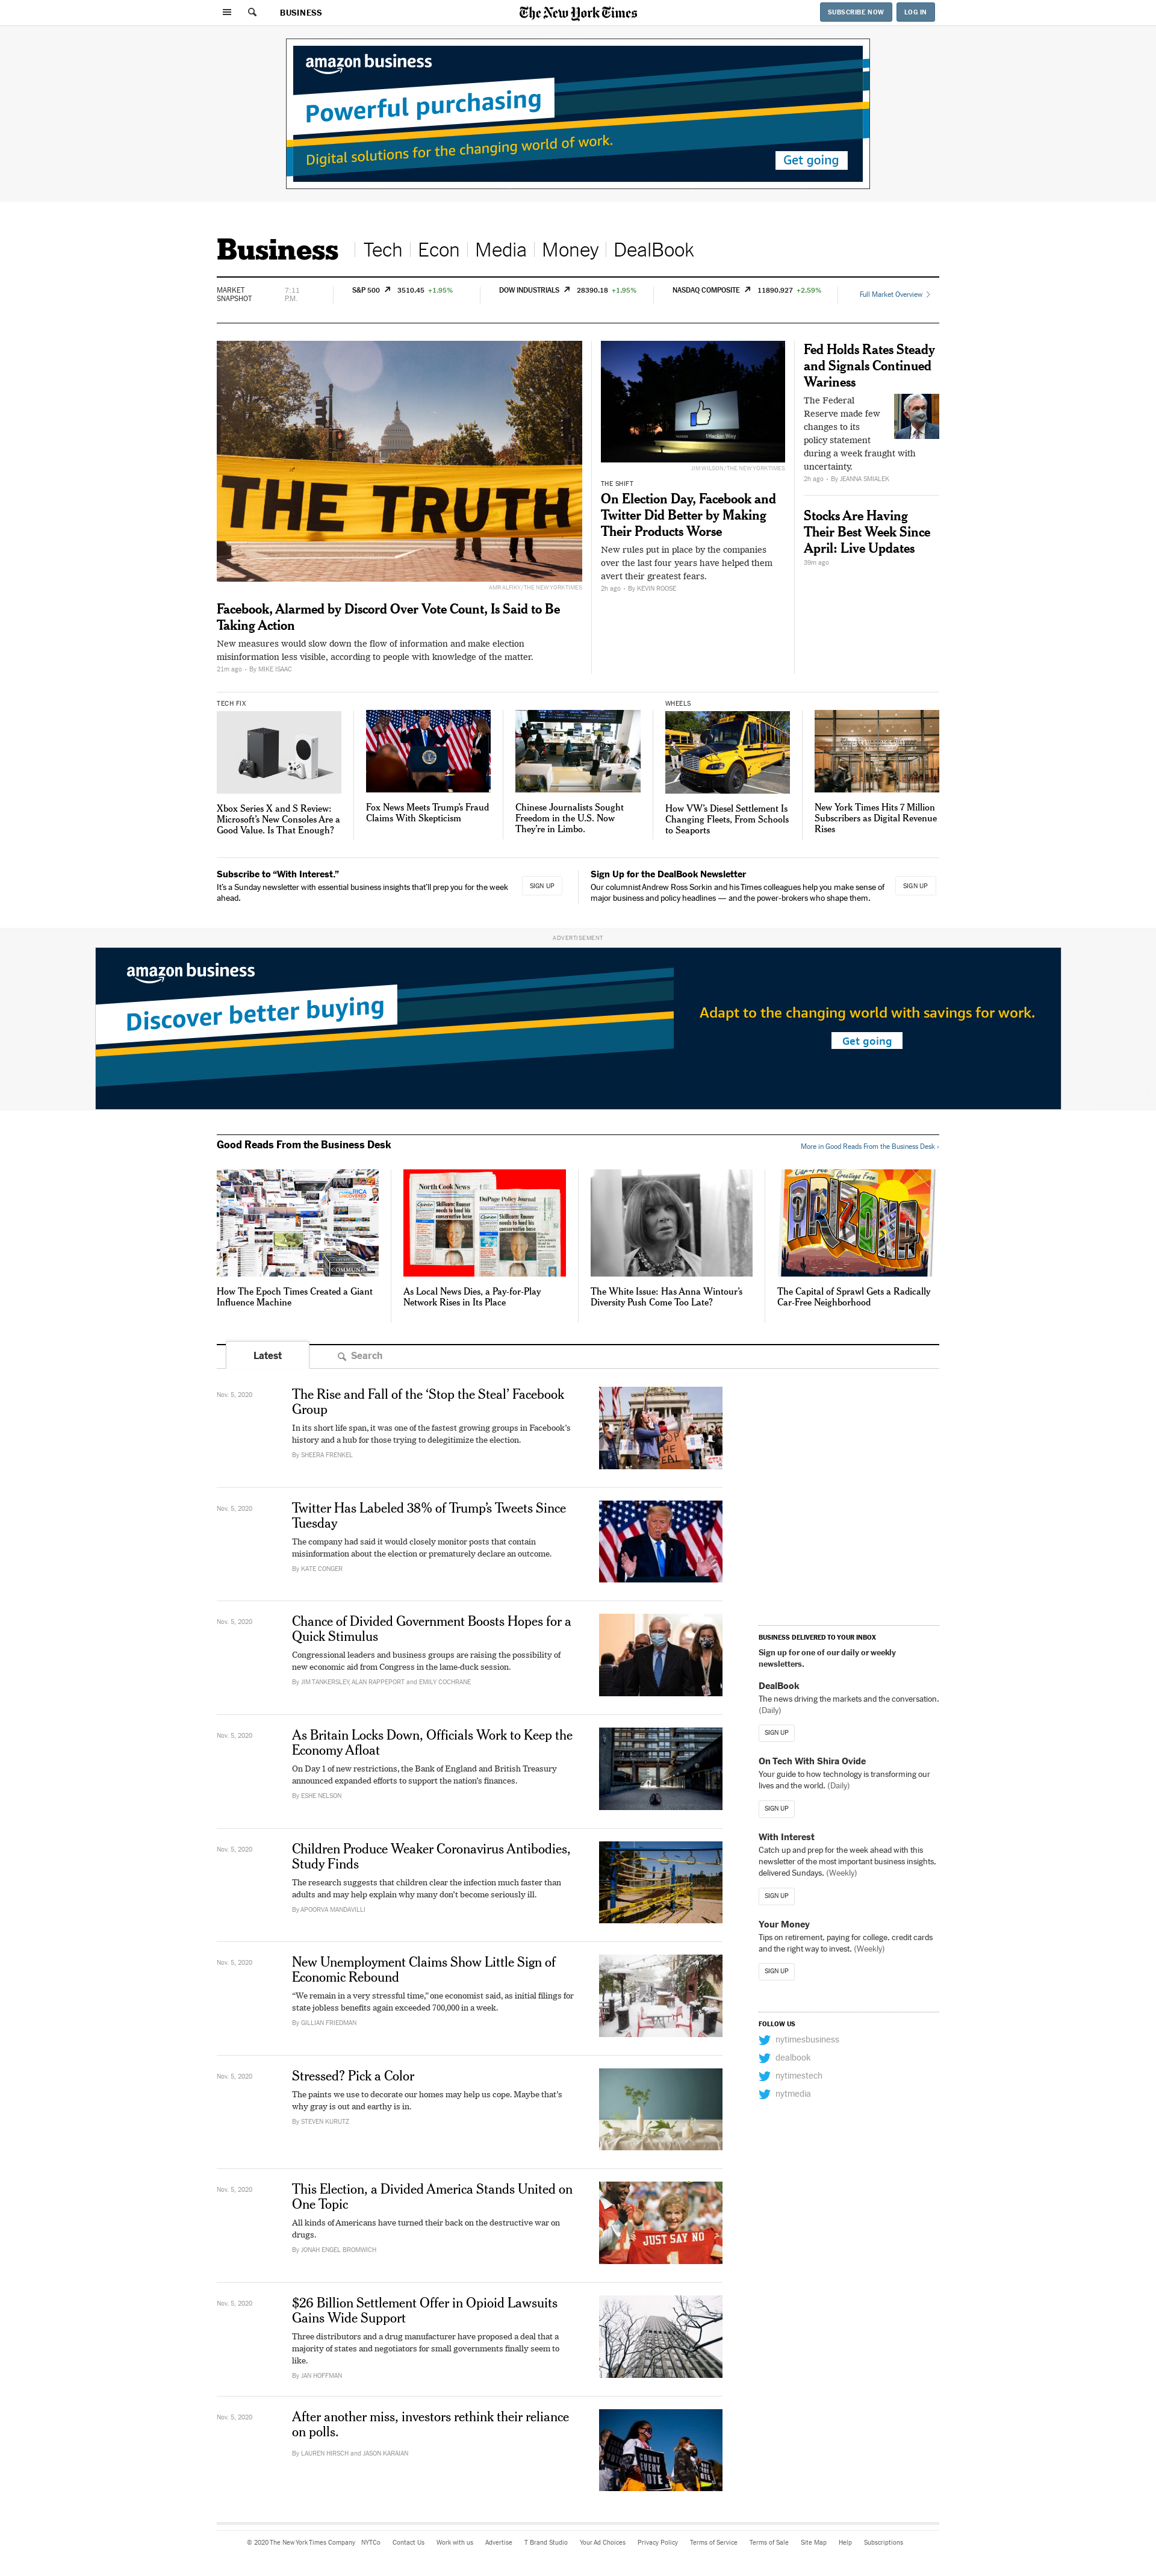 BUSINESS
The New York Times
SUBSCRIBE NOW
LOG IN
amazon business
Powerful purchasing
Digital solutions for the changing world of work.
Get going
Business
Tech
Econ
Media
Money
DealBook
MARKET
SNAPSHOT
7:11
P.M.
S&P 500 3510.45 +1.95%
DOW INDUSTRIALS 28390.18 +1.95%
NASDAQ COMPOSITE 11890.927 +2.59%
Full Market Overview
THE TRUTH
AMR ALFIKY/THE NEW YORK TIMES
Facebook, Alarmed by Discord Over Vote Count, Is Said to Be
Taking Action
New measures would slow down the flow of information and make election
misinformation less visible, according to people with knowledge of the matter.
21m ago • By MIKE ISAAC
JIM WILSON/THE NEW YORK TIMES
THE SHIFT
On Election Day, Facebook and
Twitter Did Better by Making
Their Products Worse
New rules put in place by the companies
over the last four years have helped them
avert their greatest fears.
2h ago • By KEVIN ROOSE
Fed Holds Rates Steady
and Signals Continued
Wariness
The Federal
Reserve made few
changes to its
policy statement
during a week fraught with
uncertainty.
2h ago • By JEANNA SMIALEK
Stocks Are Having
Their Best Week Since
April: Live Updates
39m ago
TECH FIX
Xbox Series X and S Review:
Microsoft’s New Consoles Are a
Good Value. Is That Enough?
Fox News Meets Trump’s Fraud
Claims With Skepticism
Chinese Journalists Sought
Freedom in the U.S. Now
They’re in Limbo.
WHEELS
How VW’s Diesel Settlement Is
Changing Fleets, From Schools
to Seaports
New York Times Hits 7 Million
Subscribers as Digital Revenue
Rises
Subscribe to “With Interest.”
It’s a Sunday newsletter with essential business insights that’ll prep you for the week
ahead.
SIGN UP
Sign Up for the DealBook Newsletter
Our columnist Andrew Ross Sorkin and his Times colleagues help you make sense of
major business and policy headlines — and the power-brokers who shape them.
SIGN UP
ADVERTISEMENT
amazon business
Discover better buying
Adapt to the changing world with savings for work.
Get going
Good Reads From the Business Desk
More in Good Reads From the Business Desk ›
How The Epoch Times Created a Giant
Influence Machine
North Cook News
DuPage Policy Journal
As Local News Dies, a Pay-for-Play
Network Rises in Its Place
The White Issue: Has Anna Wintour’s
Diversity Push Come Too Late?
Greetings From
ARIZONA
The Capital of Sprawl Gets a Radically
Car-Free Neighborhood
Latest
Search
Nov. 5, 2020
The Rise and Fall of the ‘Stop the Steal’ Facebook
Group
In its short life span, it was one of the fastest growing groups in Facebook’s
history and a hub for those trying to delegitimize the election.
By SHEERA FRENKEL
Nov. 5, 2020
Twitter Has Labeled 38% of Trump’s Tweets Since
Tuesday
The company had said it would closely monitor posts that contain
misinformation about the election or prematurely declare an outcome.
By KATE CONGER
Nov. 5, 2020
Chance of Divided Government Boosts Hopes for a
Quick Stimulus
Congressional leaders and business groups are raising the possibility of
new economic aid from Congress in the lame-duck session.
By JIM TANKERSLEY, ALAN RAPPEPORT and EMILY COCHRANE
Nov. 5, 2020
As Britain Locks Down, Officials Work to Keep the
Economy Afloat
On Day 1 of new restrictions, the Bank of England and British Treasury
announced expanded efforts to support the nation’s finances.
By ESHE NELSON
Nov. 5, 2020
Children Produce Weaker Coronavirus Antibodies,
Study Finds
The research suggests that children clear the infection much faster than
adults and may help explain why many don’t become seriously ill.
By APOORVA MANDAVILLI
Nov. 5, 2020
New Unemployment Claims Show Little Sign of
Economic Rebound
“We remain in a very stressful time,” one economist said, as initial filings for
state jobless benefits again exceeded 700,000 in a week.
By GILLIAN FRIEDMAN
Nov. 5, 2020
Stressed? Pick a Color
The paints we use to decorate our homes may help us cope. Maybe that’s
why gray is out and earthy is in.
By STEVEN KURUTZ
Nov. 5, 2020
This Election, a Divided America Stands United on
One Topic
All kinds of Americans have turned their back on the destructive war on
drugs.
By JONAH ENGEL BROMWICH
JUST SAY NO
Nov. 5, 2020
$26 Billion Settlement Offer in Opioid Lawsuits
Gains Wide Support
Three distributors and a drug manufacturer have proposed a deal that a
majority of states and negotiators for small governments finally seem to
like.
By JAN HOFFMAN
Nov. 5, 2020
After another miss, investors rethink their reliance
on polls.
By LAUREN HIRSCH and JASON KARAIAN
BUSINESS DELIVERED TO YOUR INBOX
Sign up for one of our daily or weekly
newsletters.
DealBook
The news driving the markets and the conversation.
(Daily)
SIGN UP
On Tech With Shira Ovide
Your guide to how technology is transforming our
lives and the world. (Daily)
SIGN UP
With Interest
Catch up and prep for the week ahead with this
newsletter of the most important business insights,
delivered Sundays. (Weekly)
SIGN UP
Your Money
Tips on retirement, paying for college, credit cards
and the right way to invest. (Weekly)
SIGN UP
FOLLOW US
nytimesbusiness
dealbook
nytimestech
nytmedia
© 2020 The New York Times Company NYTCo Contact Us Work with us Advertise T Brand Studio Your Ad Choices Privacy Policy Terms of Service Terms of Sale Site Map Help Subscriptions